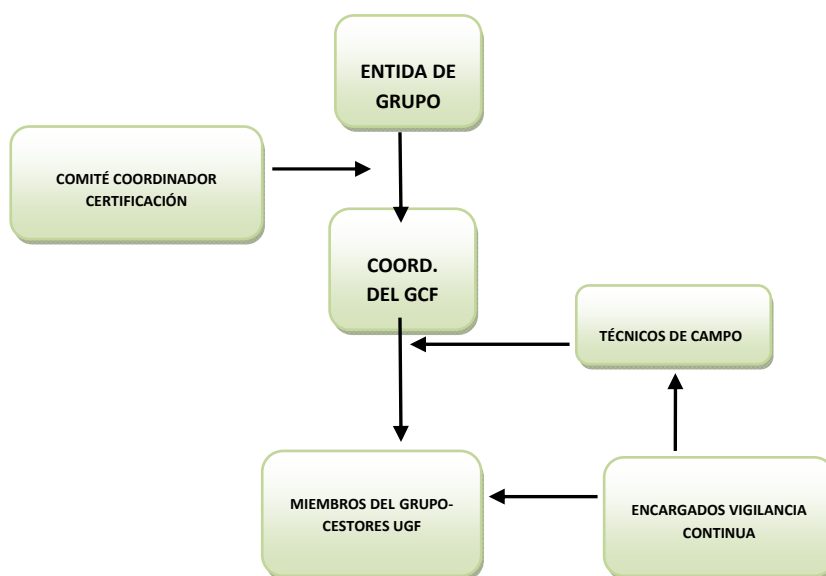 ENTIDA DE
GRUPO
COMITÉ COORDINADOR
CERTIFICACIÓN
COORD.
DEL GCF
TÉCNICOS DE CAMPO
MIEMBROS DEL GRUPO-
CESTORES UGF
ENCARGADOS VIGILANCIA
CONTINUA